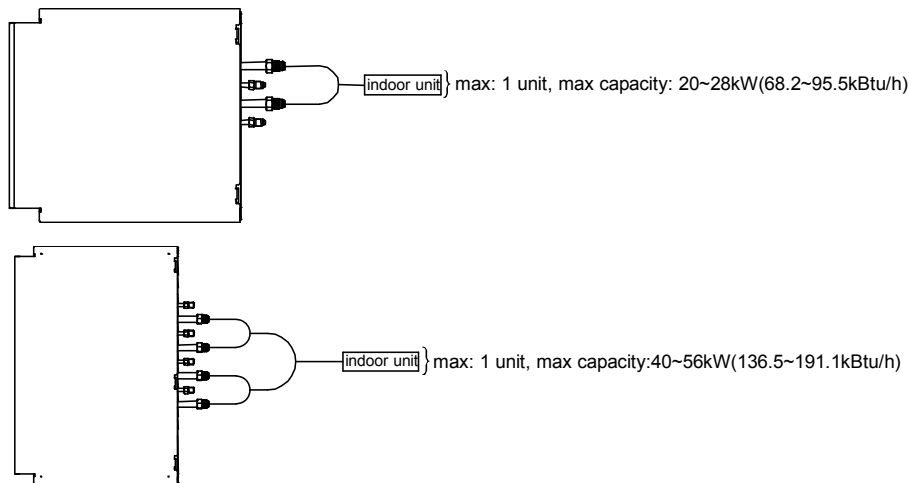 indoor unit max: 1 unit, max capacity: 20~28kW(68.2~95.5kBtu/h)
indoor unit max: 1 unit, max capacity:40~56kW(136.5~191.1kBtu/h)